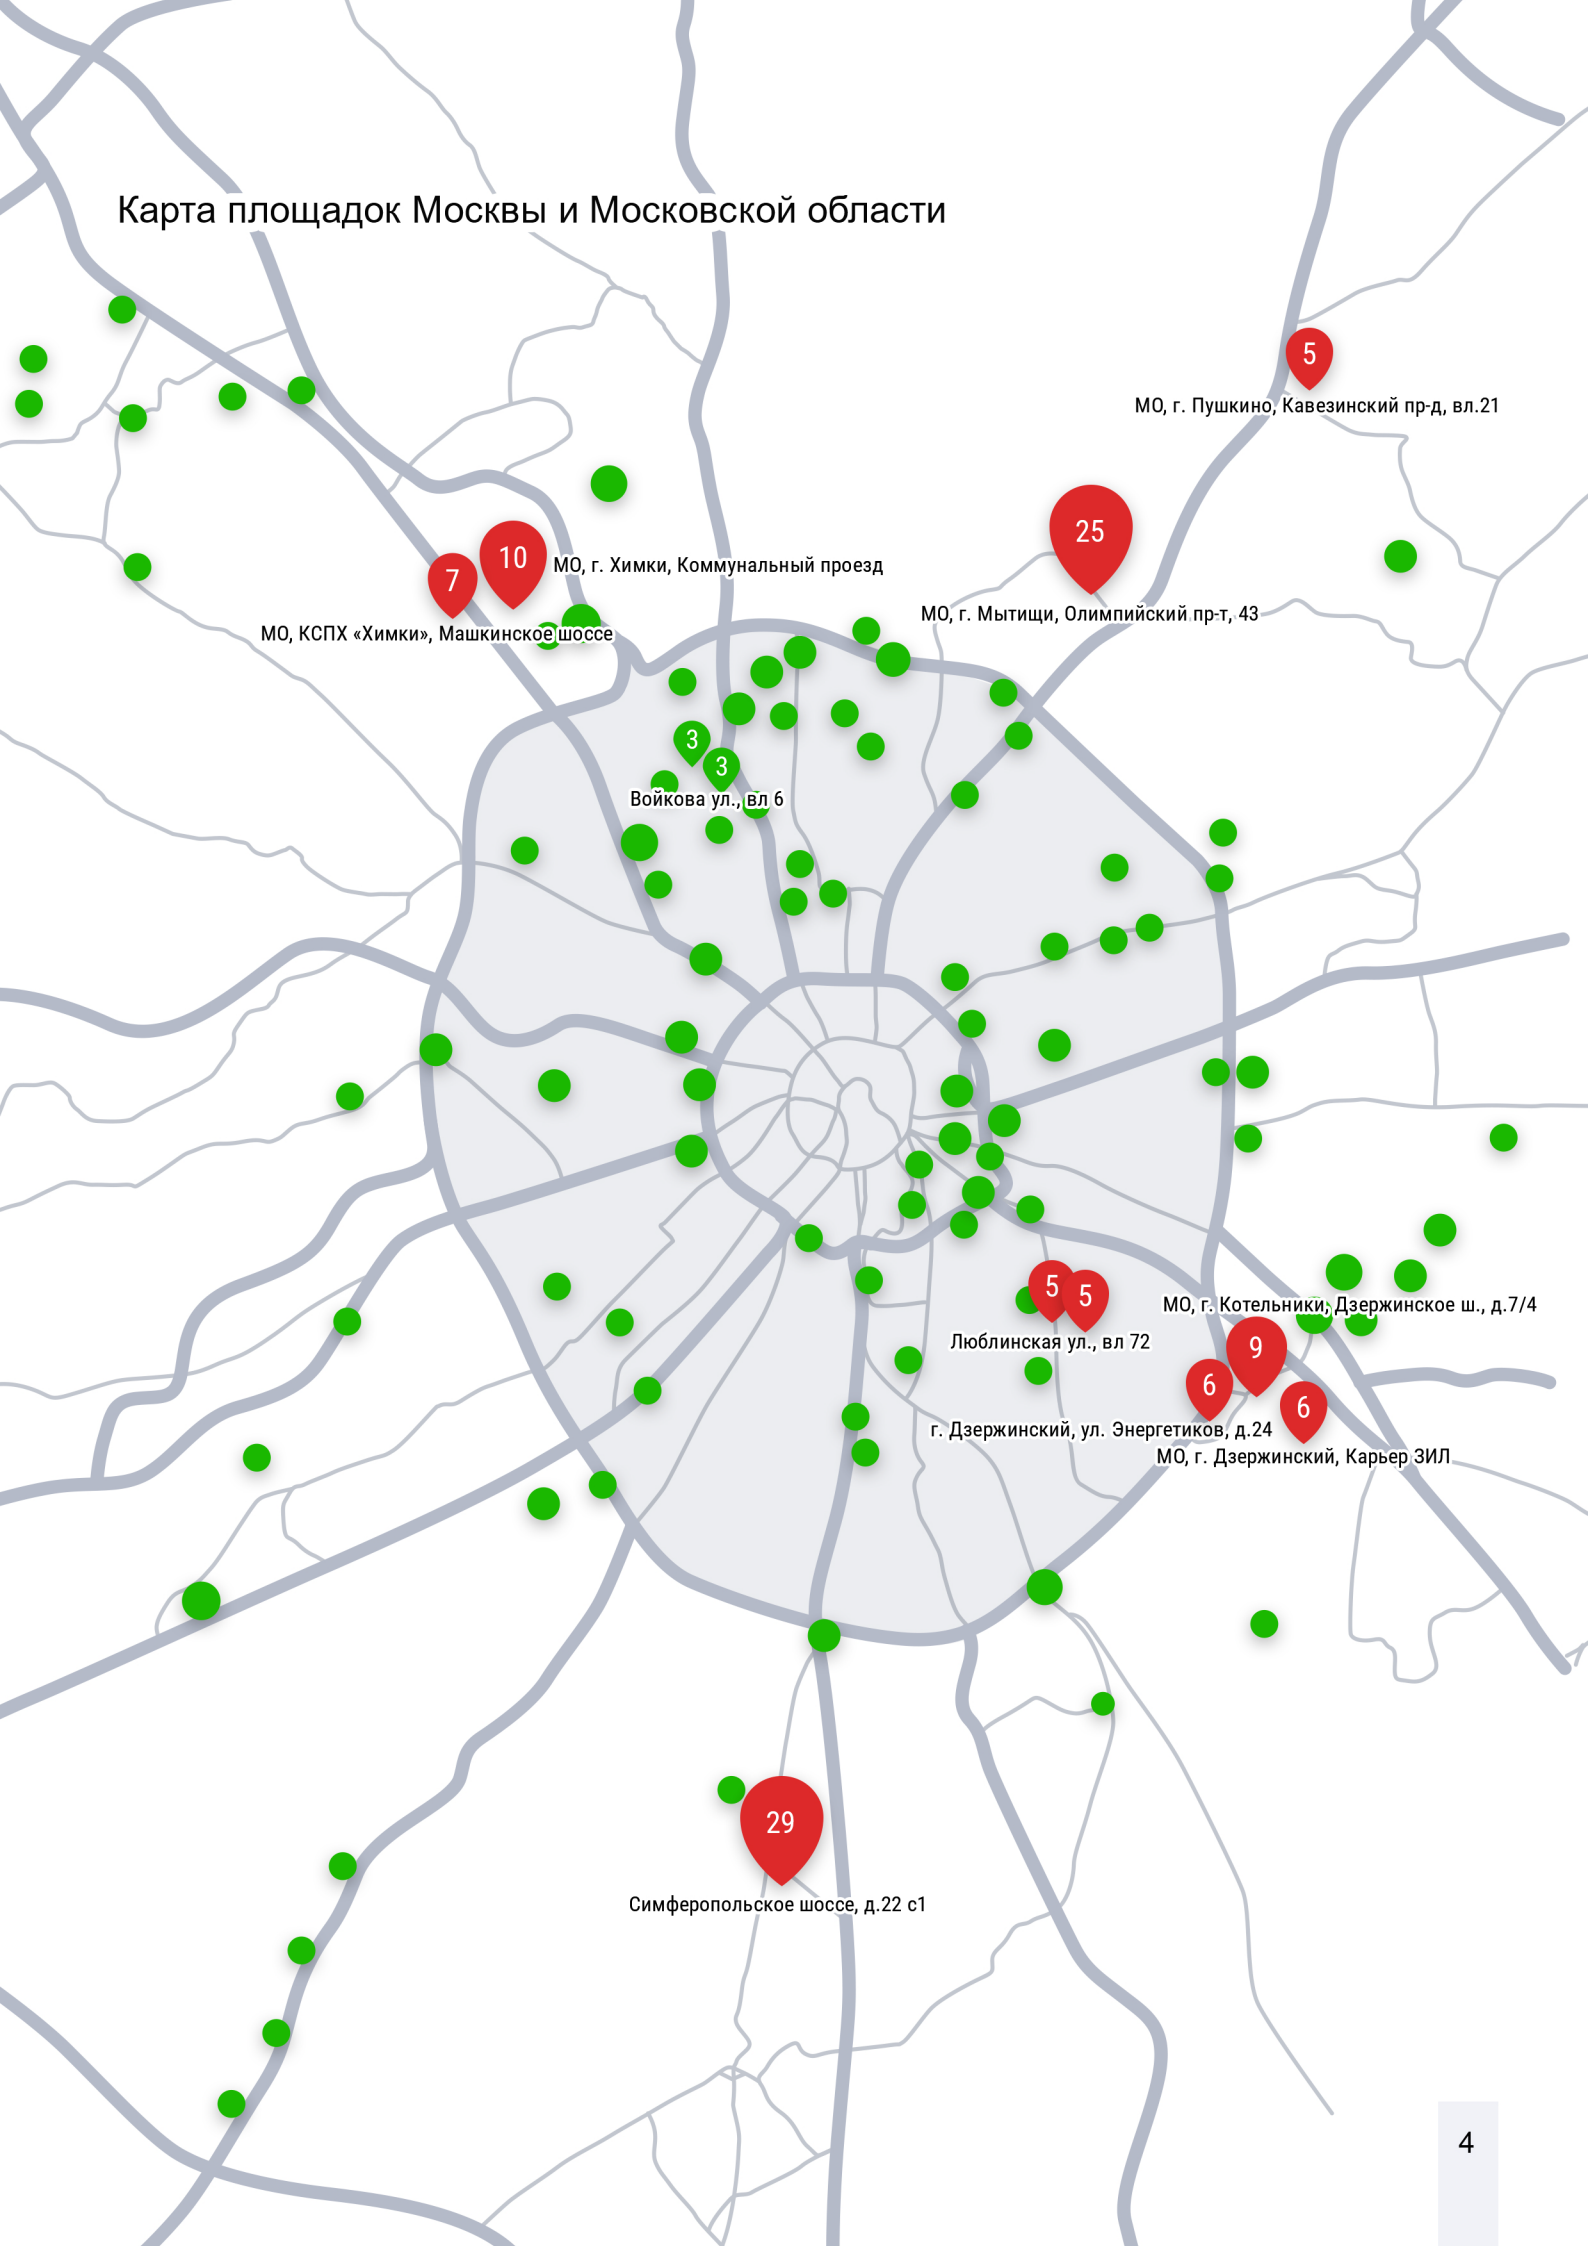 Карта площадок Москвы и Московской области
5
МО, г. Пушкино, Кавезинский пр-д, вл.21
25
МО, г. Мытищи, Олимпийский пр-т, 43
10
МО, г. Химки, Коммунальный проезд
7
МО, КСПХ «Химки», Машкинское шоссе
3
3
Войкова ул., вл 6
5
5
Люблинская ул., вл 72
МО, г. Котельники, Дзержинское ш., д.7/4
9
6
6
г. Дзержинский, ул. Энергетиков, д.24
МО, г. Дзержинский, Карьер ЗИЛ
29
Симферопольское шоссе, д.22 с1
4